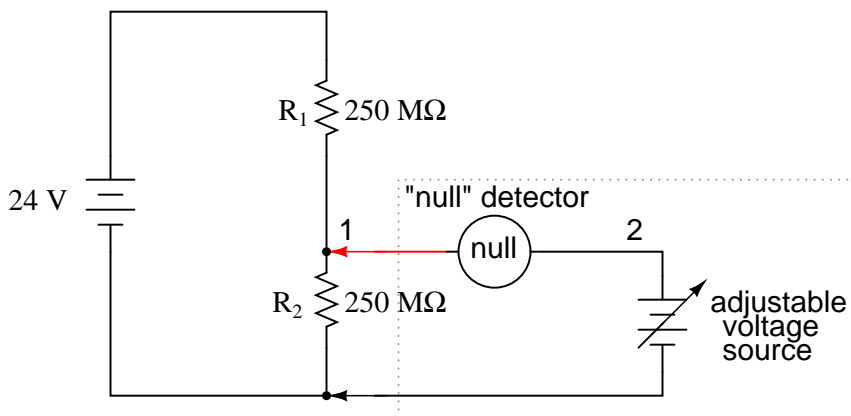 R₁ 250 MΩ
24 V
"null" detector
1
null
2
R₂ 250 MΩ
adjustable
voltage
source